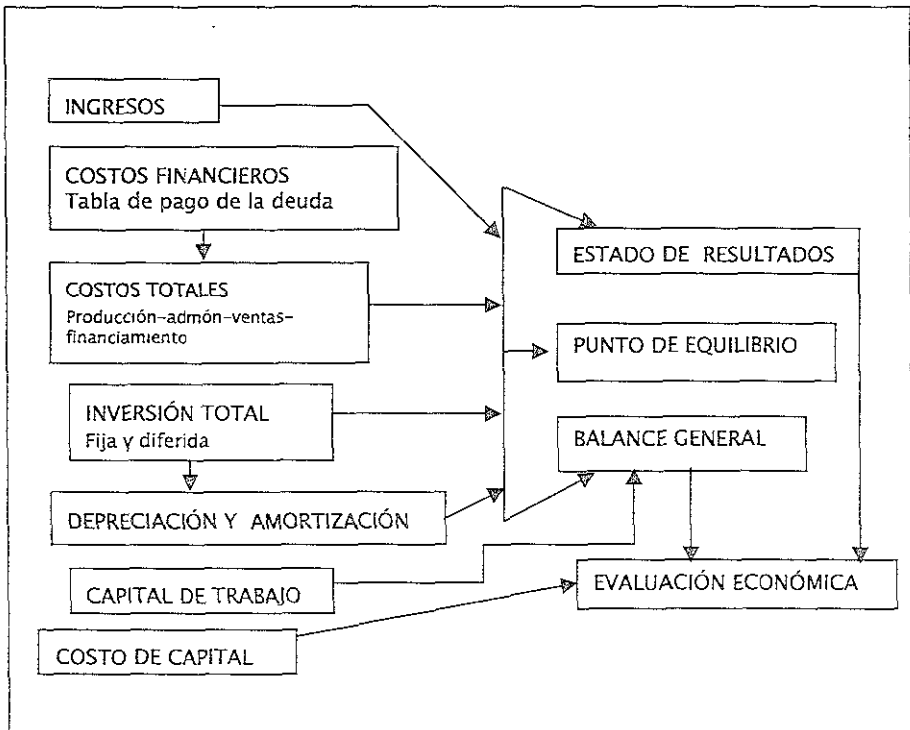 INGRESOS
COSTOS FINANCIEROS
Tabla de pago de la deuda
COSTOS TOTALES
Producción-admón-ventas-
financiamiento
INVERSIÓN TOTAL
Fija y diferida
DEPRECIACIÓN Y AMORTIZACIÓN
CAPITAL DE TRABAJO
COSTO DE CAPITAL
ESTADO DE RESULTADOS
PUNTO DE EQUILIBRIO
BALANCE GENERAL
EVALUACIÓN ECONÓMICA